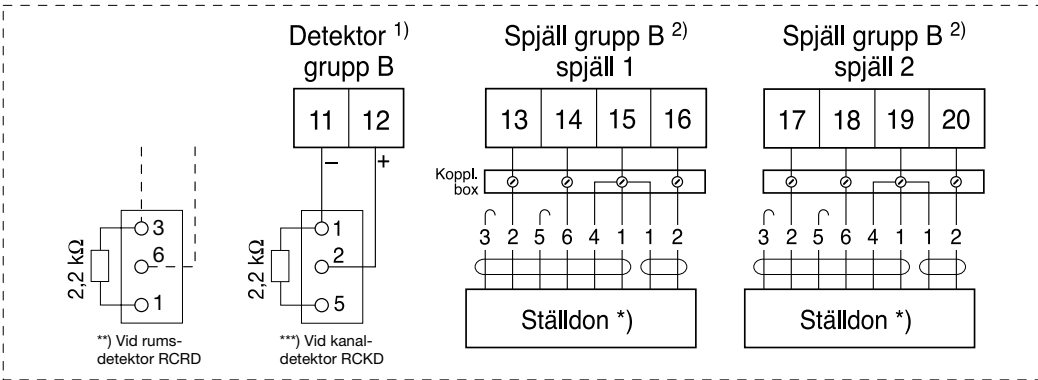 Detektor 1)
grupp B
11 12
– +
2,2 kΩ
3
6
1
**) Vid rums-
detektor RCRD
2,2 kΩ
1
2
5
***) Vid kanal-
detektor RCKD
Spjäll grupp B 2)
spjäll 1
13 14 15 16
Koppl.
box
3 2 5 6 4 1 1 2
Ställdon *)
Spjäll grupp B 2)
spjäll 2
17 18 19 20
3 2 5 6 4 1 1 2
Ställdon *)